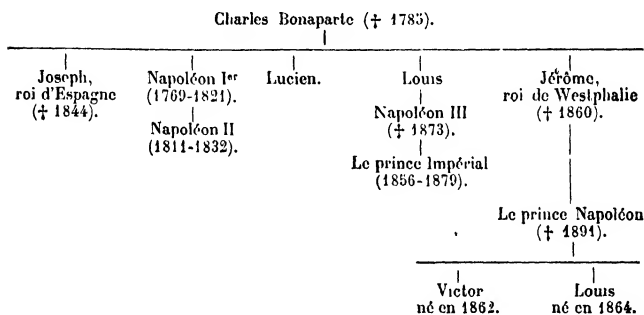 Charles Bonaparte († 1785).
Joseph, Napoléon Ier Lucien. Louis Jérôme,
roi d'Espagne (1769-1821). Napoléon III roi de Westphalie
(† 1844). Napoléon II († 1873). († 1860).
(1811-1832). Le prince Impérial
(1856-1879).
Le prince Napoléon
(† 1891).
Victor Louis
né en 1862. né en 1864.